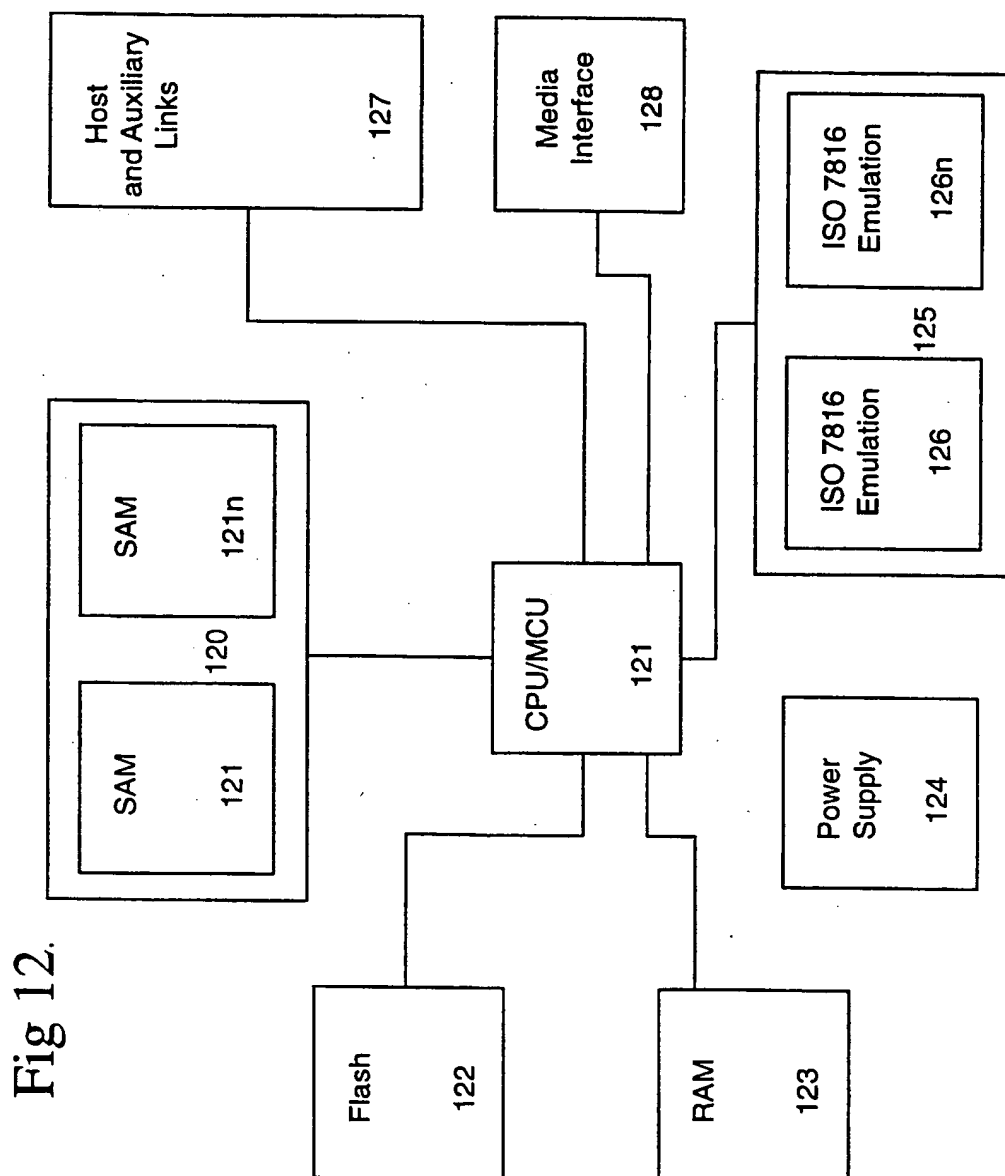 Fig 12.
SAM
121
120
SAM
121n
Host
and Auxiliary
Links
127
Flash
122
CPU/MCU
121
Media
Interface
128
RAM
123
Power
Supply
124
ISO 7816
Emulation
126
125
ISO 7816
Emulation
126n